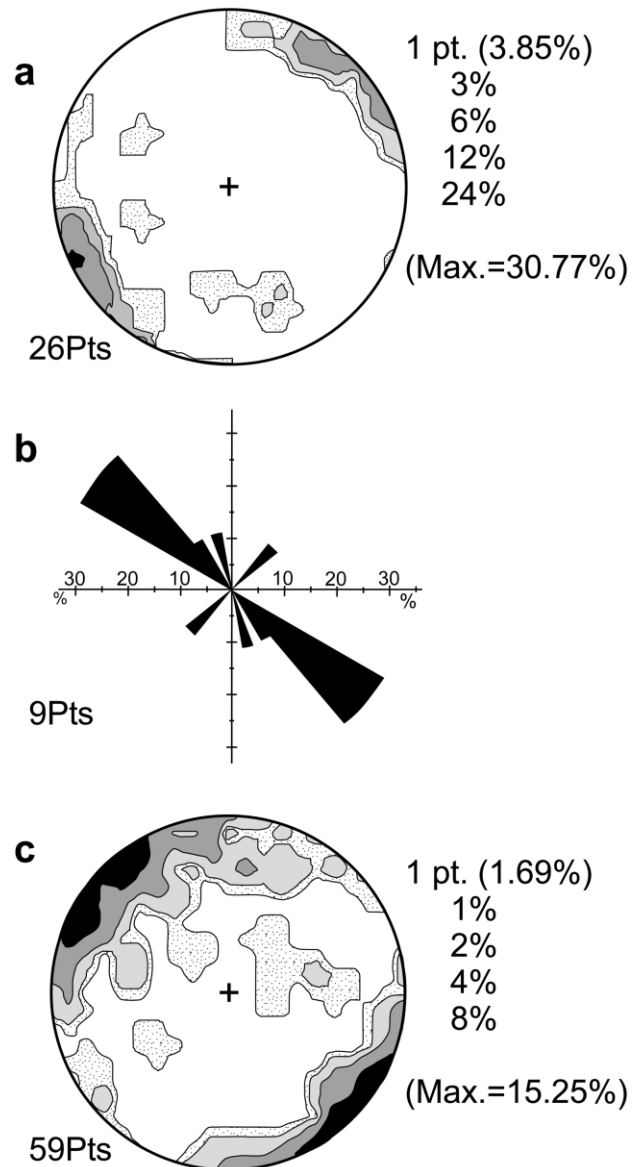 a
1 pt. (3.85%)
3%
6%
12%
24%
(Max.=30.77%)
26Pts
b
30 20 10 10 20 30
% %
9Pts
c
1 pt. (1.69%)
1%
2%
4%
8%
(Max.=15.25%)
59Pts